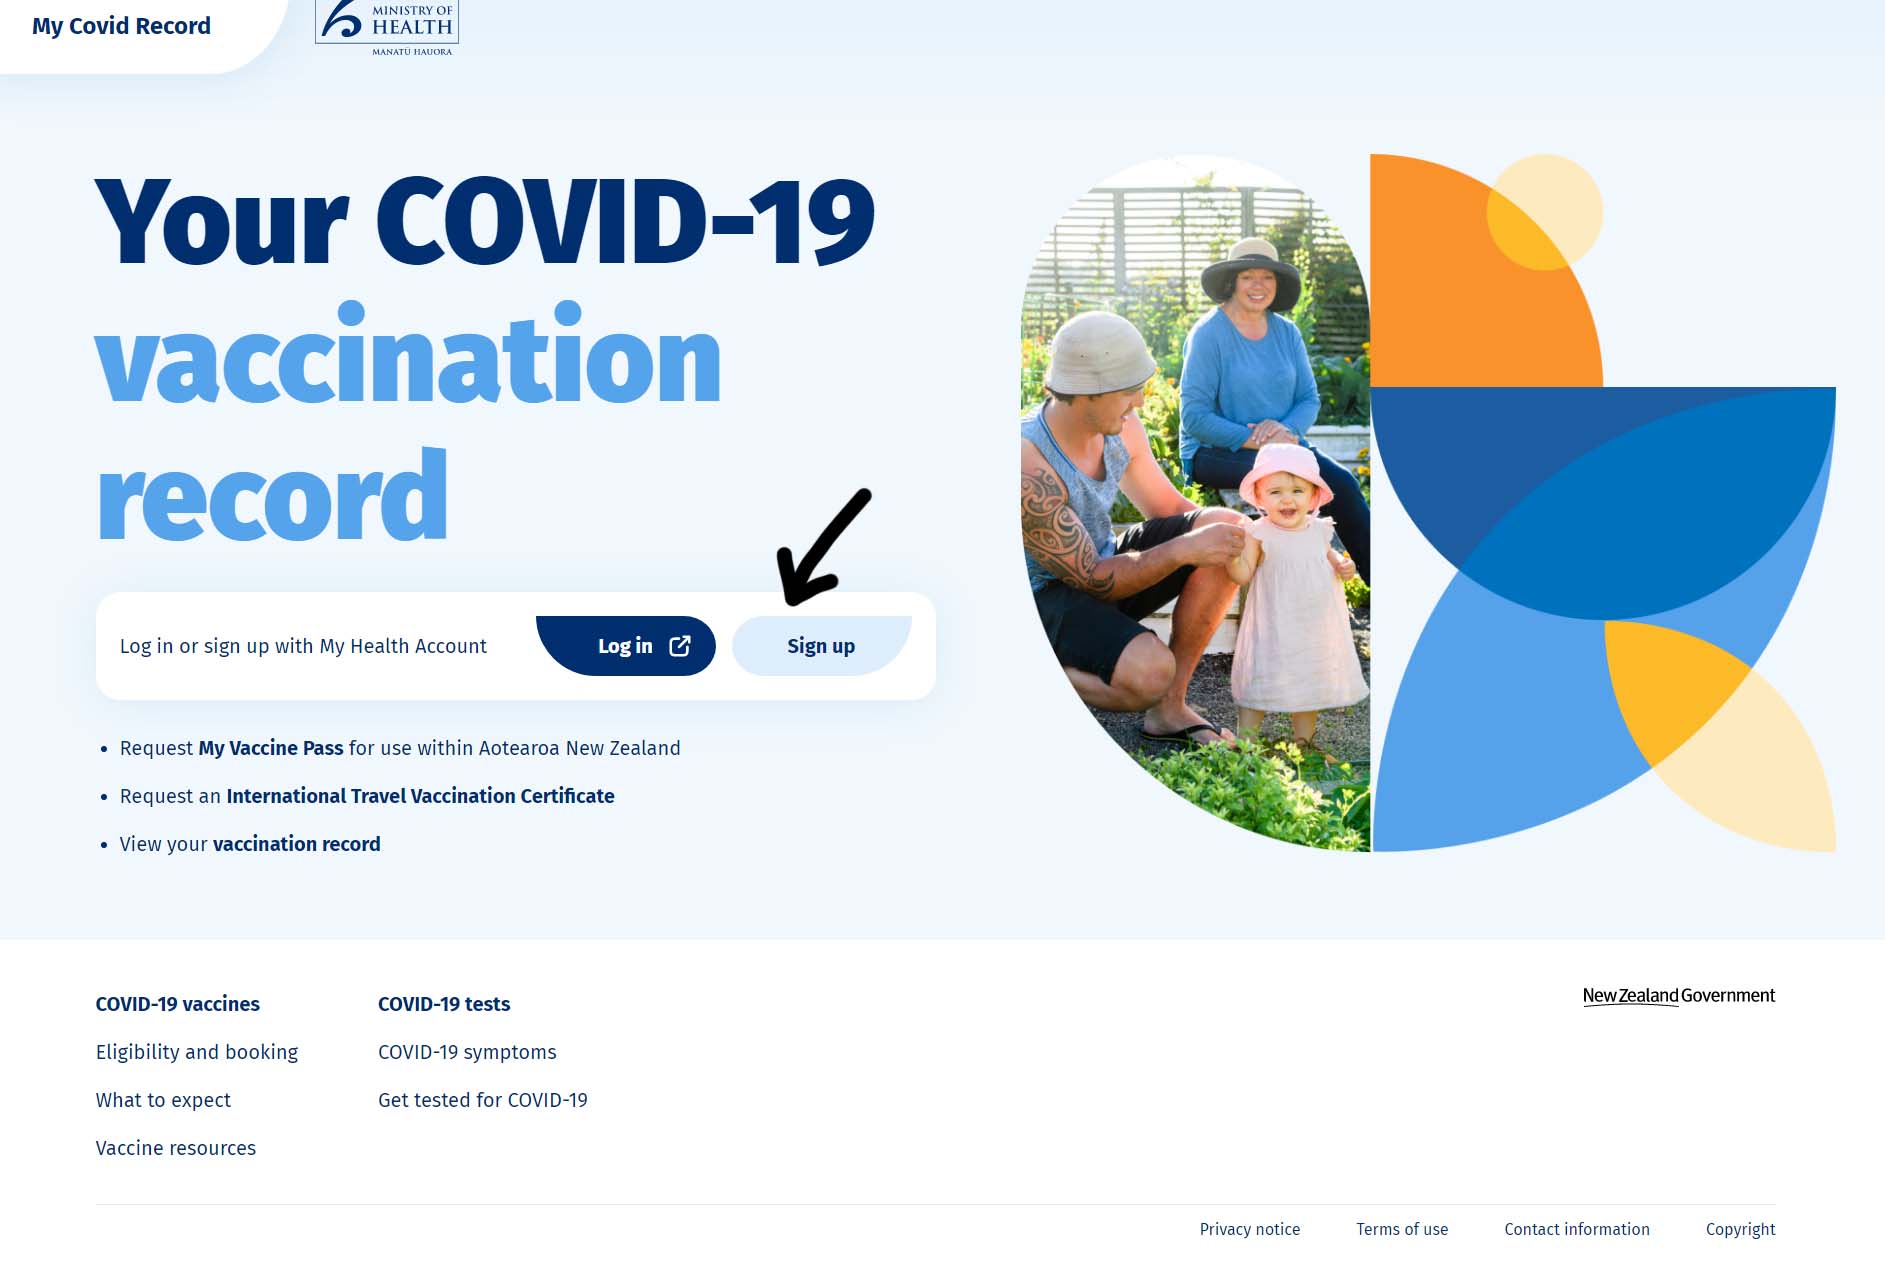 My Covid Record
MINISTRY OF
HEALTH
MANATŪ HAUORA
Your COVID-19
vaccination
record
Log in or sign up with My Health Account
Log in
Sign up
• Request My Vaccine Pass for use within Aotearoa New Zealand
• Request an International Travel Vaccination Certificate
• View your vaccination record
COVID-19 vaccines
Eligibility and booking
What to expect
Vaccine resources
COVID-19 tests
COVID-19 symptoms
Get tested for COVID-19
New Zealand Government
Privacy notice
Terms of use
Contact information
Copyright